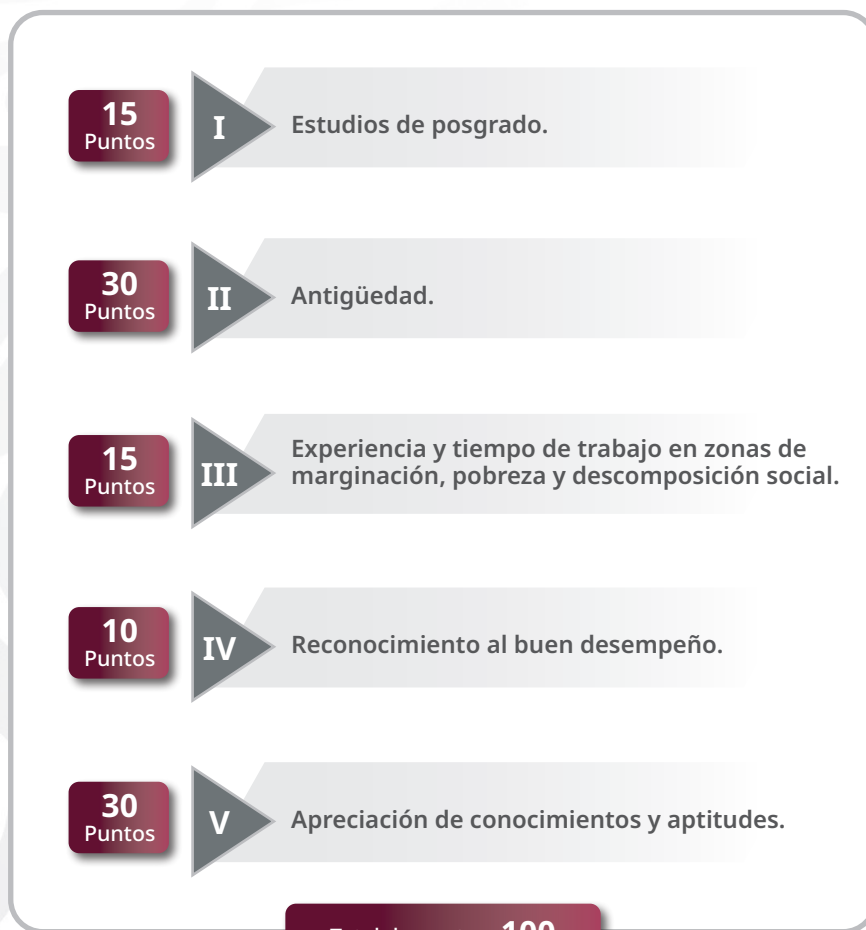 15
Puntos
I
Estudios de posgrado.
30
Puntos
II
Antigüedad.
15
Puntos
III
Experiencia y tiempo de trabajo en zonas de
marginación, pobreza y descomposición social.
10
Puntos
IV
Reconocimiento al buen desempeño.
30
Puntos
V
Apreciación de conocimientos y aptitudes.
100